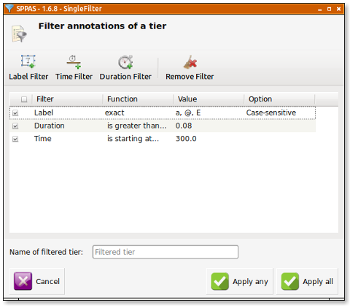 SPPAS - 1.6.8 - SingleFilter
Filter annotations of a tier
Label Filter Time Filter Duration Filter Remove Filter
Filter Function Value Option
Label exact a, @, E Case-sensitive
Duration is greater than... 0.08
Time is starting at... 300.0
Name of filtered tier: Filtered tier
Cancel Apply any Apply all